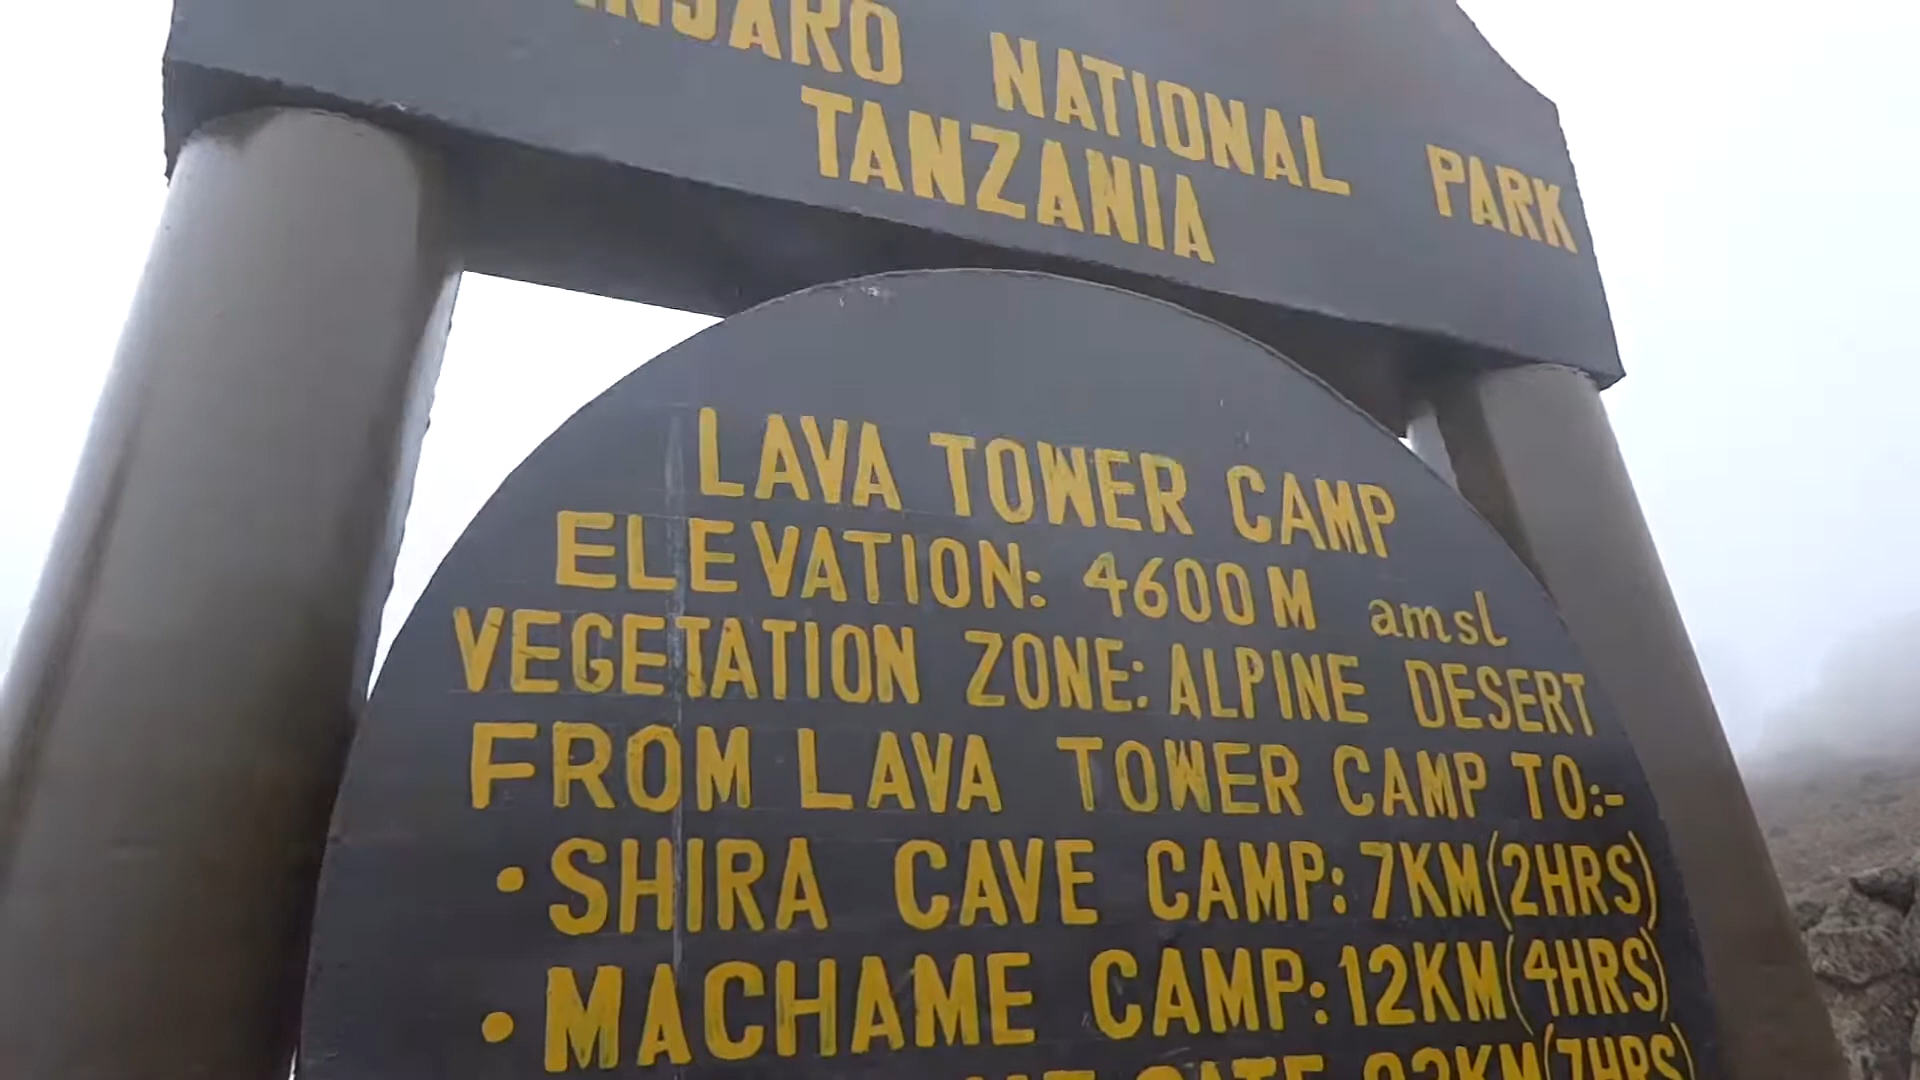 NATIONAL PARK
TANZANIA
LAVA TOWER CAMP
ELEVATION: 4600M amsl
VEGETATION ZONE: ALPINE DESERT
FROM LAVA TOWER CAMP TO:-
• SHIRA CAVE CAMP: 7KM (2HRS)
• MACHAME CAMP: 12KM (4HRS)
(7HRS)